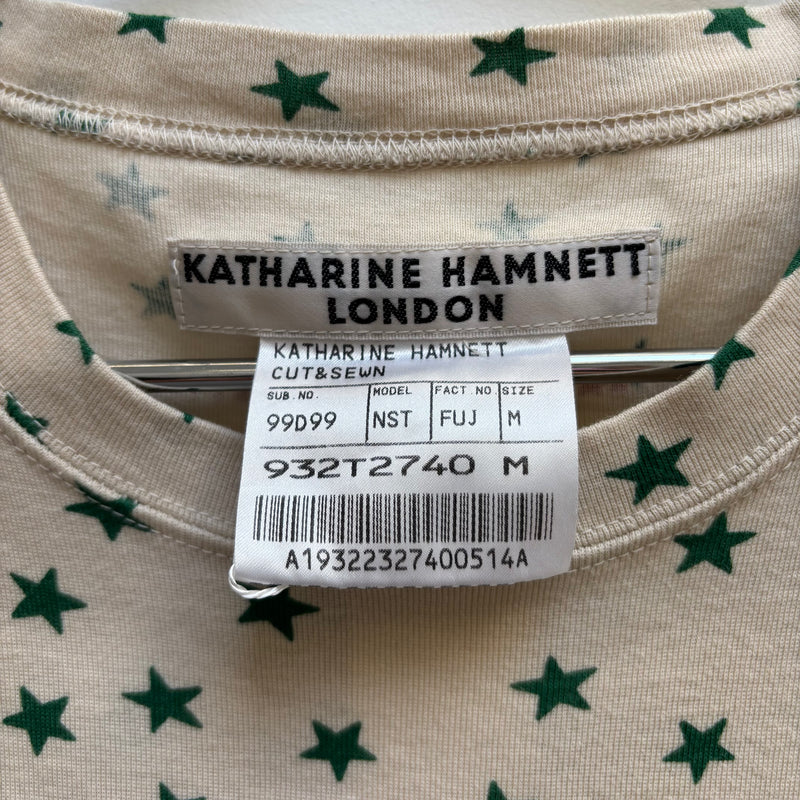 KATHARINE HAMNETT
LONDON
KATHARINE HAMNETT
CUT&SEWN
SUB.NO. MODEL FACT.NO SIZE
99D99 NST FUJ M
932T2740 M
A19322327400514A